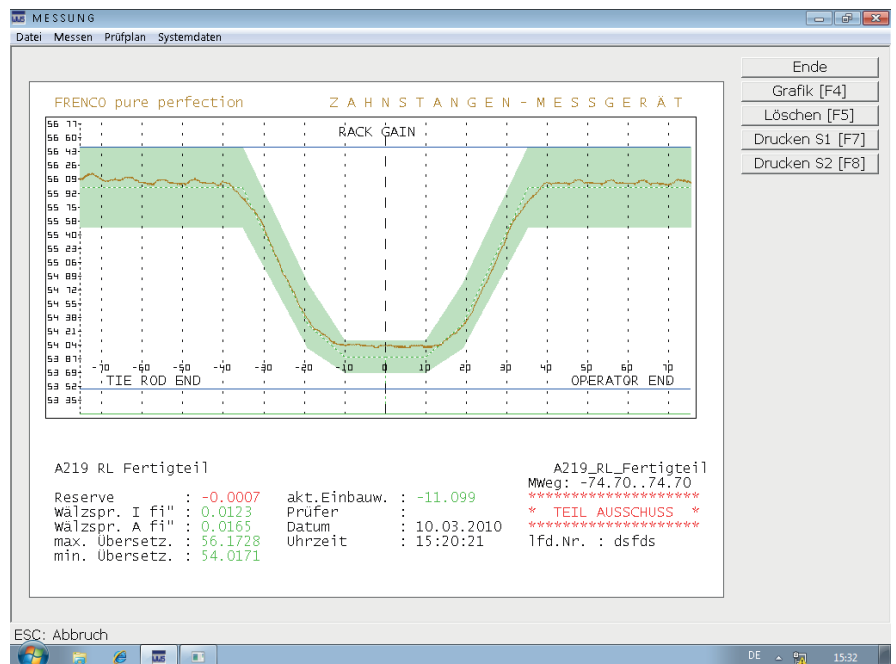 MESSUNG
Datei Messen Prüfplan Systemdaten
Ende
Grafik [F4]
Löschen [F5]
Drucken S1 [F7]
Drucken S2 [F8]
FRENCO pure perfection ZAHNSTANGEN-MESSGERÄT
RACK GAIN
56 77
56 60
56 43
56 26
56 09
55 92
55 75
55 58
55 40
55 23
55 06
54 89
54 72
54 55
54 38
54 21
54 04
53 87
53 69
53 52
53 35
-70 -60 -50 -40 -30 -20 -10 0 10 20 30 40 50 60 70
TIE ROD END OPERATOR END
A219 RL Fertigteil A219_RL_Fertigteil
MWeg: -74.70..74.70
Reserve : -0.0007 akt.Einbauw. : -11.099 ********************
Wälzspr. I fi" : 0.0123 Prüfer : * TEIL AUSSCHUSS *
Wälzspr. A fi" : 0.0165 Datum : 10.03.2010 ********************
max. Übersetz. : 56.1728 Uhrzeit : 15:20:21 lfd.Nr. : dsfds
min. Übersetz. : 54.0171
ESC: Abbruch
DE 15:32